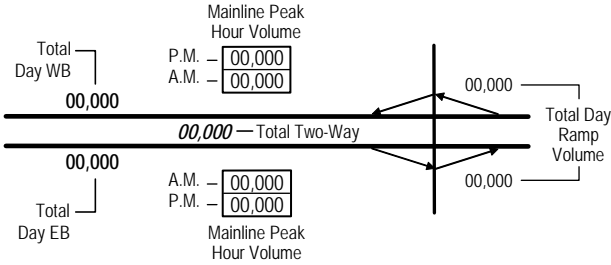 Mainline Peak
Hour Volume
Total
Day WB
P.M. – 00,000
A.M. – 00,000
00,000
00,000
00,000 — Total Two-Way
Total Day
Ramp
Volume
00,000
00,000
A.M. – 00,000
P.M. – 00,000
Total
Day EB
Mainline Peak
Hour Volume